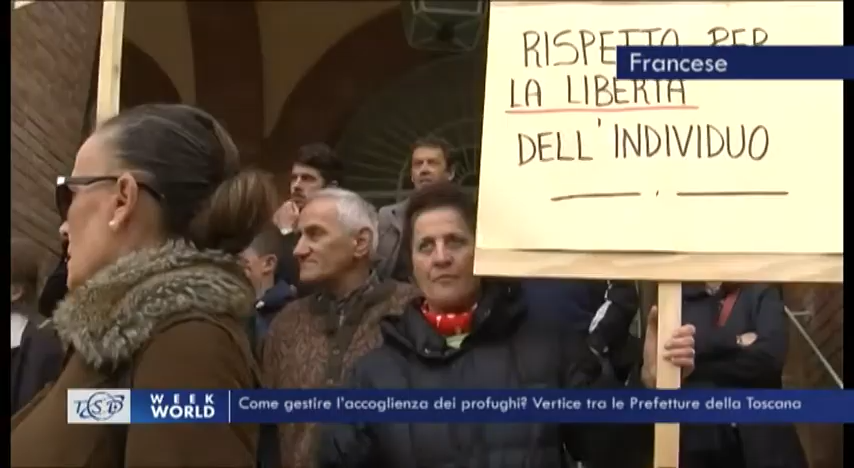 RISPETTO PER
Francese
LA LIBERTÀ
DELL'INDIVIDUO
TSD
WEEK
WORLD
Come gestire l'accoglienza dei profughi? Vertice tra le Prefetture della Toscana